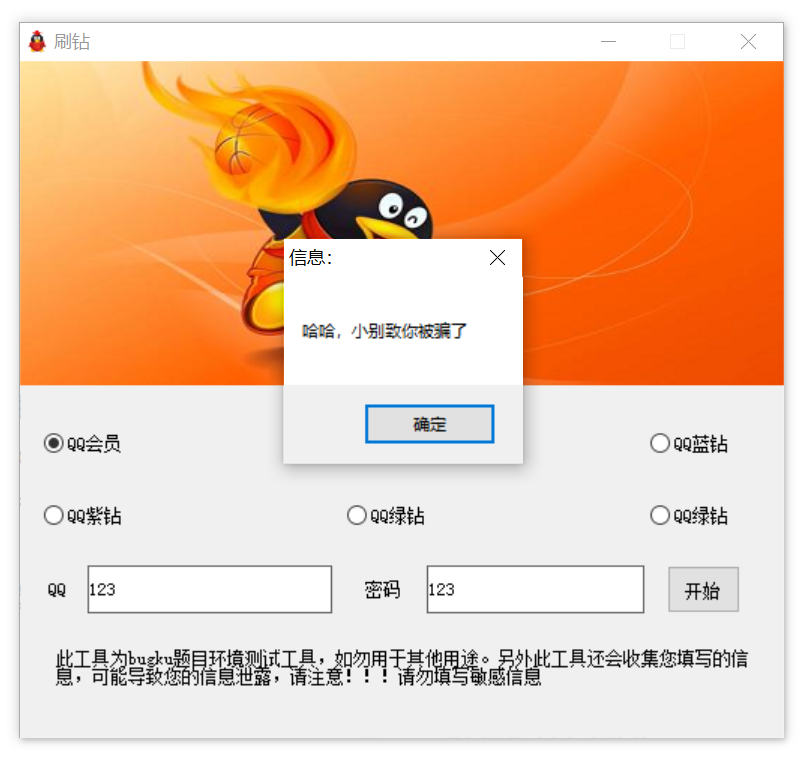 刷钻
信息:
哈哈，小别致你被骗了
确定
QQ会员
QQ蓝钻
QQ紫钻
QQ绿钻
QQ绿钻
QQ
123
密码
123
开始
此工具为bugku题目环境测试工具，如勿用于其他用途。另外此工具还会收集您填写的信
息，可能导致您的信息泄露，请注意！！！请勿填写敏感信息